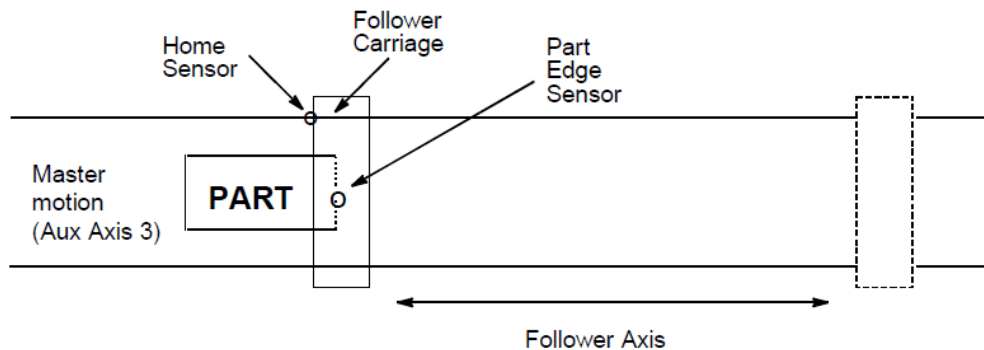 Follower
Carriage
Home
Sensor
Part
Edge
Sensor
Master
motion
(Aux Axis 3)
PART
Follower Axis